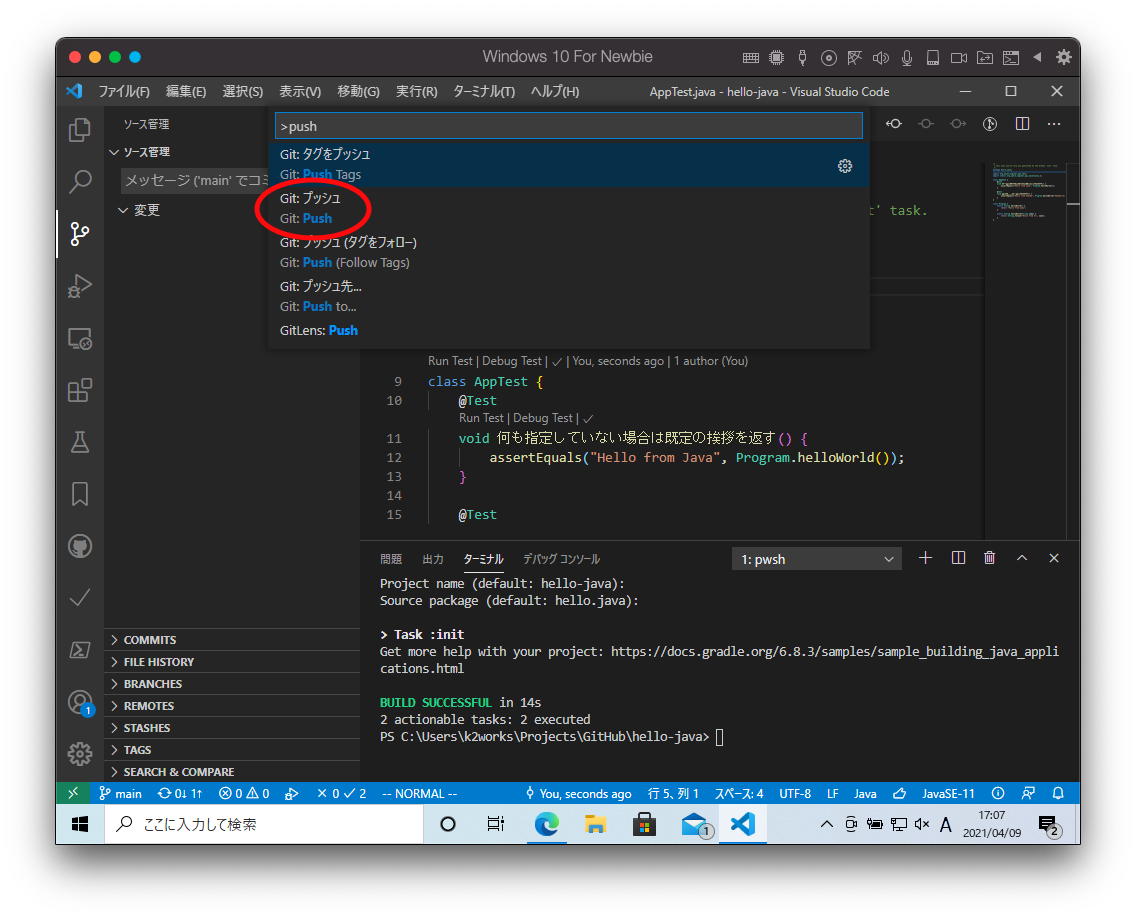 Windows 10 For Newbie
ファイル(F) 編集(E) 選択(S) 表示(V) 移動(G) 実行(R) ターミナル(T) ヘルプ(H) AppTest.java - hello-java - Visual Studio Code
ソース管理
>push
ソース管理
メッセージ ('main' でコミ
変更
Git: タグをプッシュ
Git: Push Tags
Git: プッシュ
Git: Push
Git: プッシュ (タグをフォロー)
Git: Push (Follow Tags)
Git: プッシュ先...
Git: Push to...
GitLens: Push
t' task.
Run Test | Debug Test | ✓ | You, seconds ago | 1 author (You)
9 class AppTest {
10 @Test
Run Test | Debug Test | ✓
11 void 何も指定していない場合は既定の挨拶を返す() {
12 assertEquals("Hello from Java", Program.helloWorld());
13 }
14
15 @Test
問題 出力 ターミナル デバッグ コンソール 1: pwsh
Project name (default: hello-java):
Source package (default: hello.java):
> Task :init
Get more help with your project: https://docs.gradle.org/6.8.3/samples/sample_building_java_appli
cations.html
BUILD SUCCESSFUL in 14s
2 actionable tasks: 2 executed
PS C:\Users\k2works\Projects\GitHub\hello-java>
COMMITS
FILE HISTORY
BRANCHES
REMOTES
STASHES
TAGS
SEARCH & COMPARE
1
main 0↓ 1↑ 0 0 0 2 -- NORMAL -- You, seconds ago 行 5、列 1 スペース: 4 UTF-8 LF Java JavaSE-11
ここに入力して検索
1
A
17:07
2021/04/09
2